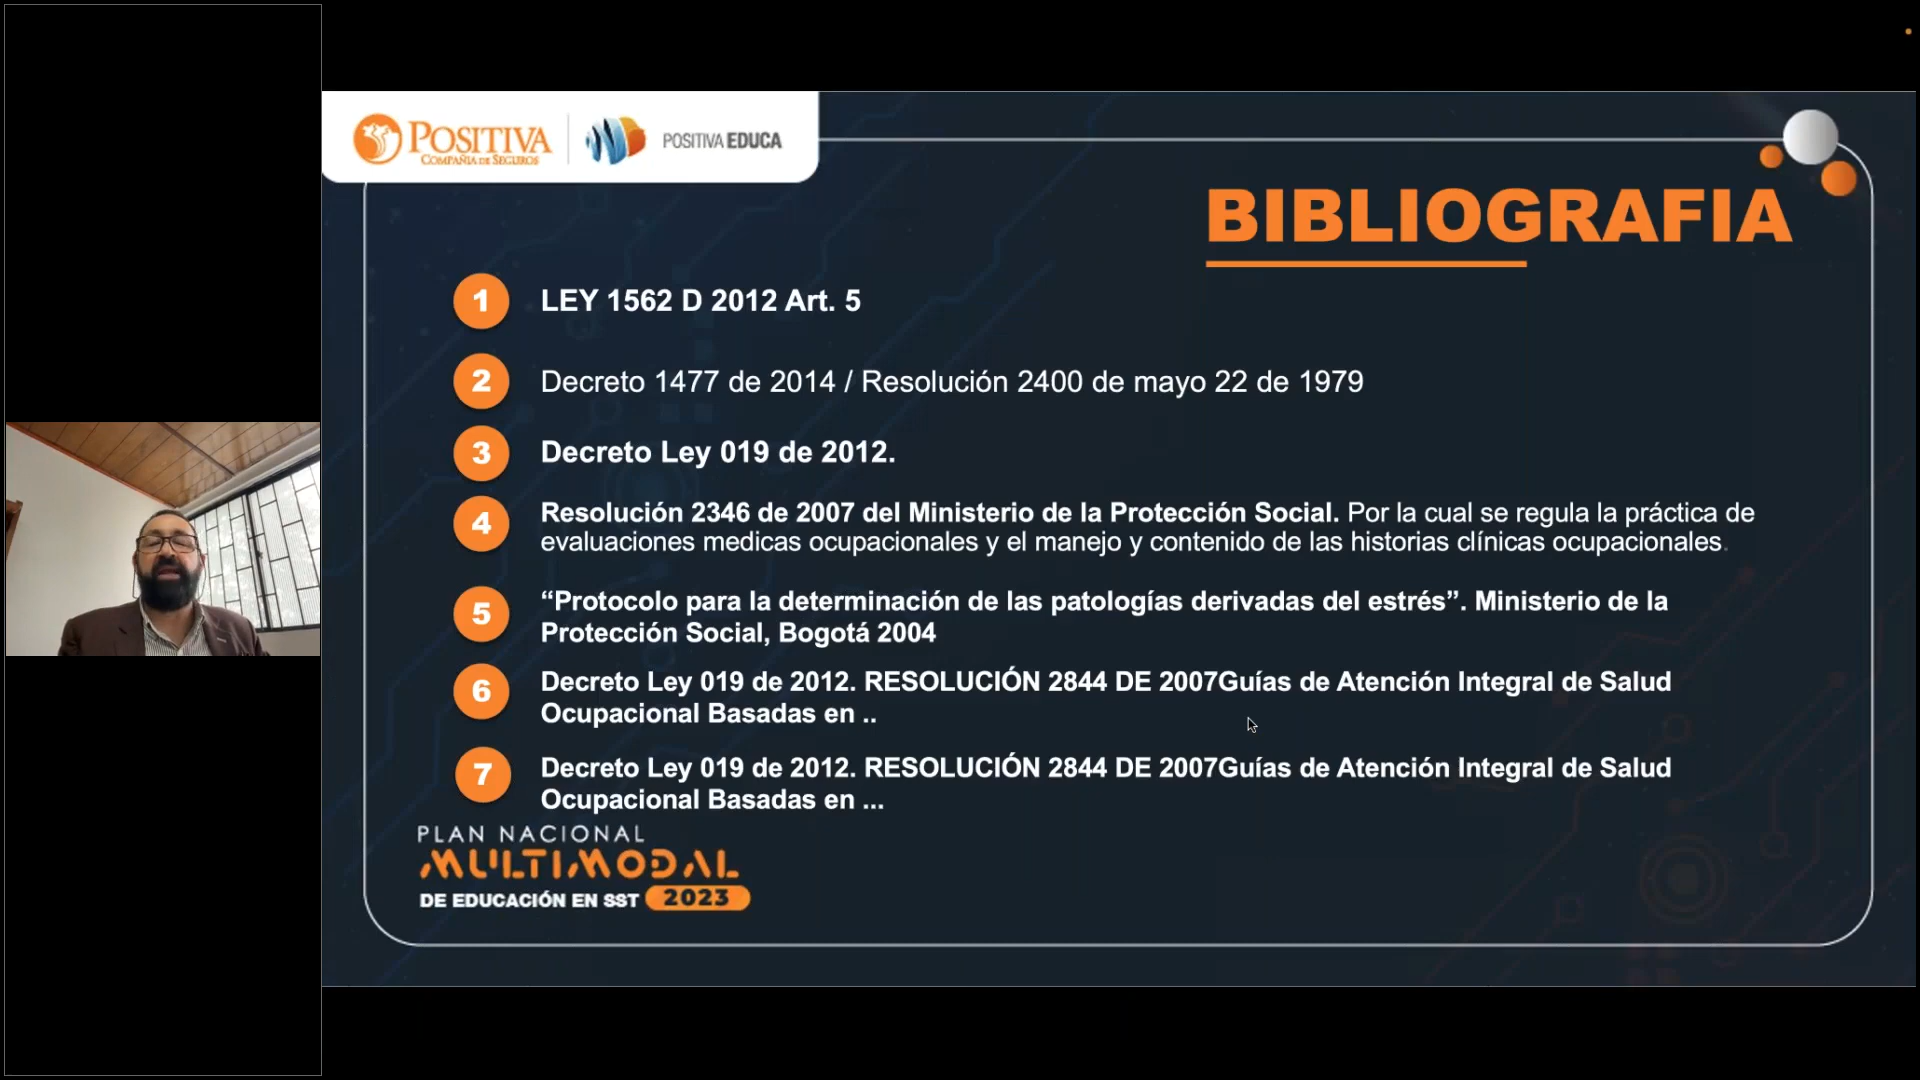 POSITIVA
COMPAÑÍA DE SEGUROS
POSITIVA EDUCA
BIBLIOGRAFIA
1 LEY 1562 D 2012 Art. 5
2 Decreto 1477 de 2014 / Resolución 2400 de mayo 22 de 1979
3 Decreto Ley 019 de 2012.
4 Resolución 2346 de 2007 del Ministerio de la Protección Social. Por la cual se regula la práctica de
evaluaciones medicas ocupacionales y el manejo y contenido de las historias clínicas ocupacionales.
5 “Protocolo para la determinación de las patologías derivadas del estrés”. Ministerio de la
Protección Social, Bogotá 2004
6 Decreto Ley 019 de 2012. RESOLUCIÓN 2844 DE 2007Guías de Atención Integral de Salud
Ocupacional Basadas en ..
7 Decreto Ley 019 de 2012. RESOLUCIÓN 2844 DE 2007Guías de Atención Integral de Salud
Ocupacional Basadas en ...
PLAN NACIONAL
MULTIMODAL
DE EDUCACIÓN EN SST 2023